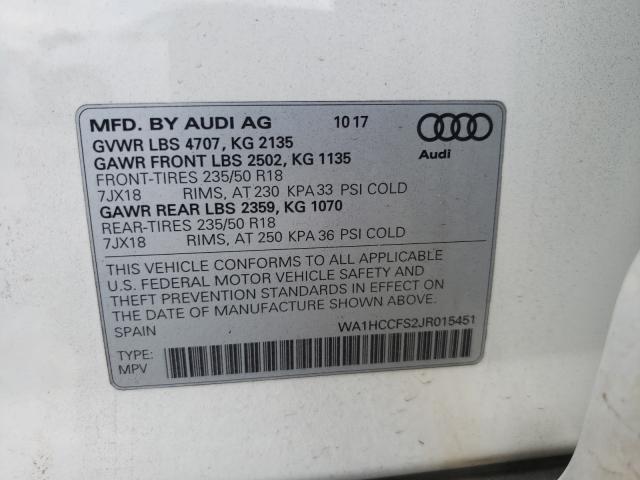 MFD. BY AUDI AG 10 17
GVWR LBS 4707, KG 2135
GAWR FRONT LBS 2502, KG 1135
FRONT-TIRES 235/50 R18
7JX18 RIMS, AT 230 KPA 33 PSI COLD
GAWR REAR LBS 2359, KG 1070
REAR-TIRES 235/50 R18
7JX18 RIMS, AT 250 KPA 36 PSI COLD
Audi
THIS VEHICLE CONFORMS TO ALL APPLICABLE
U.S. FEDERAL MOTOR VEHICLE SAFETY AND
THEFT PREVENTION STANDARDS IN EFFECT ON
THE DATE OF MANUFACTURE SHOWN ABOVE.
SPAIN WA1HCCFS2JR015451
TYPE:
MPV